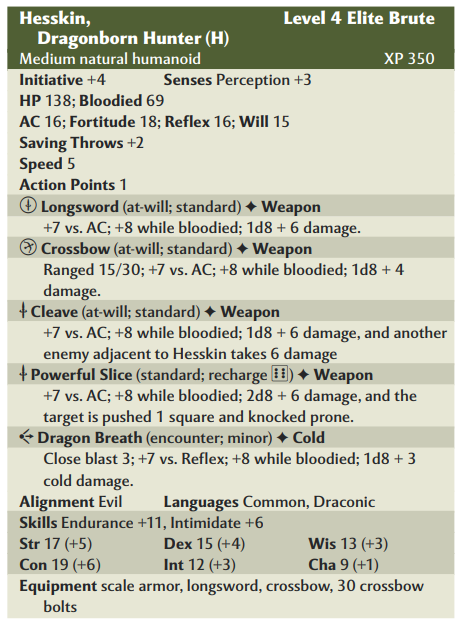 Hesskin, Level 4 Elite Brute
Dragonborn Hunter (H)
Medium natural humanoid XP 350
Initiative +4 Senses Perception +3
HP 138; Bloodied 69
AC 16; Fortitude 18; Reflex 16; Will 15
Saving Throws +2
Speed 5
Action Points 1
Longsword (at-will; standard) ✦ Weapon
+7 vs. AC; +8 while bloodied; 1d8 + 6 damage.
Crossbow (at-will; standard) ✦ Weapon
Ranged 15/30; +7 vs. AC; +8 while bloodied; 1d8 + 4
damage.
Cleave (at-will; standard) ✦ Weapon
+7 vs. AC; +8 while bloodied; 1d8 + 6 damage, and another
enemy adjacent to Hesskin takes 6 damage
Powerful Slice (standard; recharge ⚅) ✦ Weapon
+7 vs. AC; +8 while bloodied; 2d8 + 6 damage, and the
target is pushed 1 square and knocked prone.
Dragon Breath (encounter; minor) ✦ Cold
Close blast 3; +7 vs. Reflex; +8 while bloodied; 1d8 + 3
cold damage.
Alignment Evil Languages Common, Draconic
Skills Endurance +11, Intimidate +6
Str 17 (+5) Dex 15 (+4) Wis 13 (+3)
Con 19 (+6) Int 12 (+3) Cha 9 (+1)
Equipment scale armor, longsword, crossbow, 30 crossbow
bolts